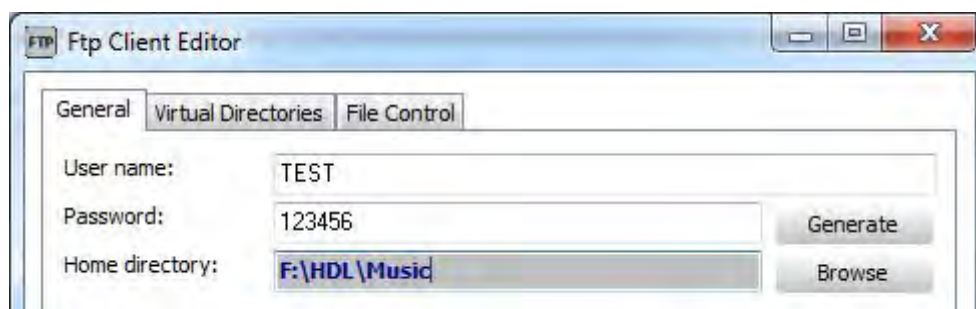 FTP Ftp Client Editor
General Virtual Directories File Control
User name: TEST
Password: 123456 Generate
Home directory: F:\HDL\Music Browse